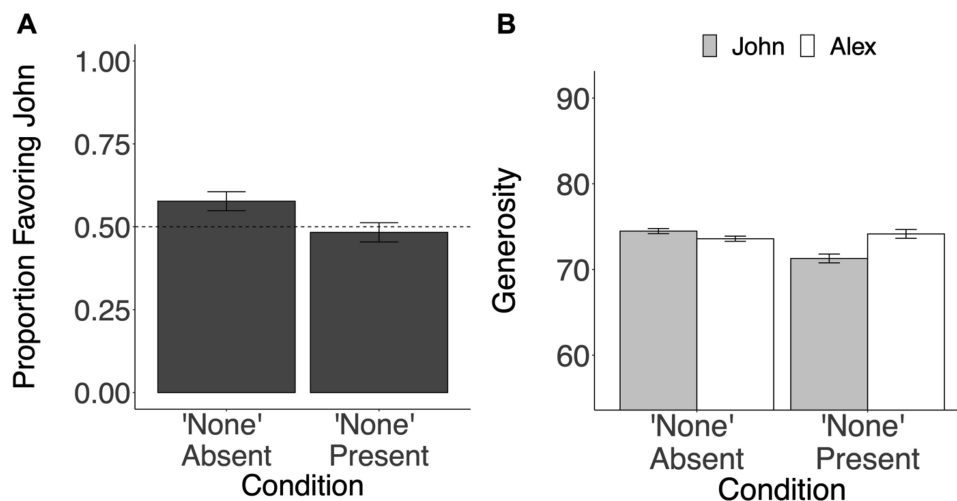 A
Proportion Favoring John
1.00
0.75
0.50
0.25
0.00
'None'
Absent
'None'
Present
Condition
B
John
Alex
Generosity
90
80
70
60
'None'
Absent
'None'
Present
Condition